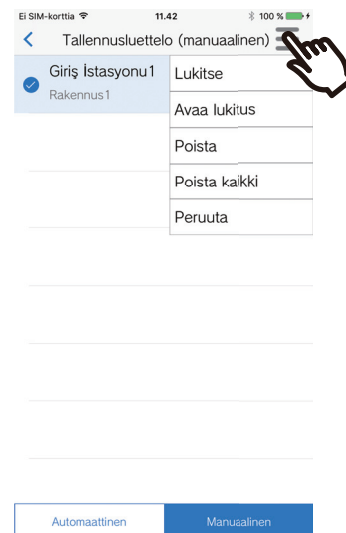 Ei SIM-korttia 11.42 100 %
Tallennusluettelo (manuaalinen)
Giriş İstasyonu1
Rakennus1
Lukitse
Avaa lukitus
Poista
Poista kaikki
Peruuta
Automaattinen Manuaalinen